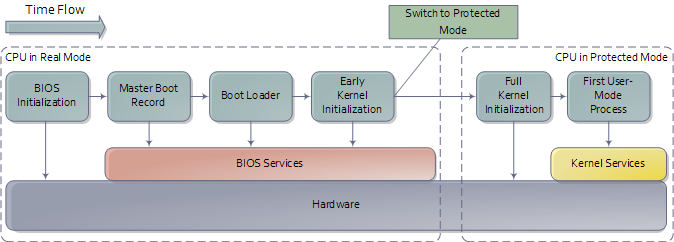 Time Flow
Switch to Protected
Mode
CPU in Real Mode
CPU in Protected Mode
BIOS
Initialization
Master Boot
Record
Boot Loader
Early
Kernel
Initialization
Full
Kernel
Initialization
First User-
Mode
Process
BIOS Services
Kernel Services
Hardware